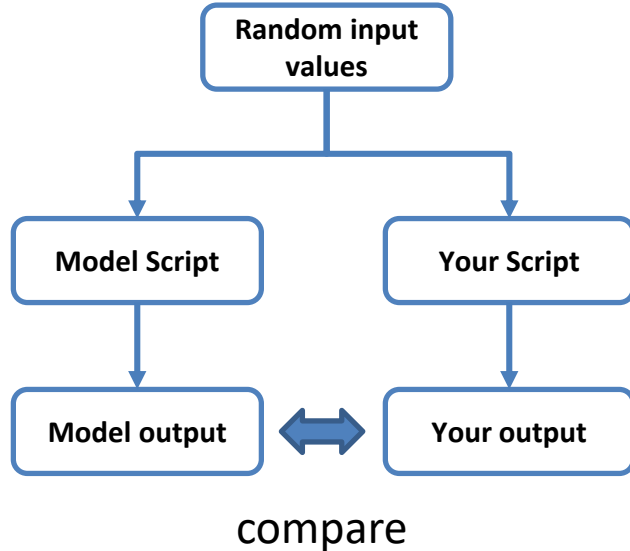 Random input
values
Model Script
Your Script
Model output
Your output
compare